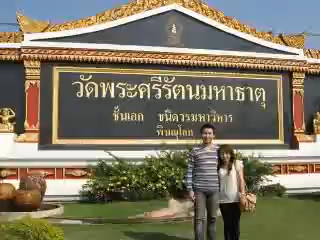 วัดพระศรีรัตนมหาธาตุ
ชั้นเอก ชนิดวรมหาวิหาร
พิษณุโลก